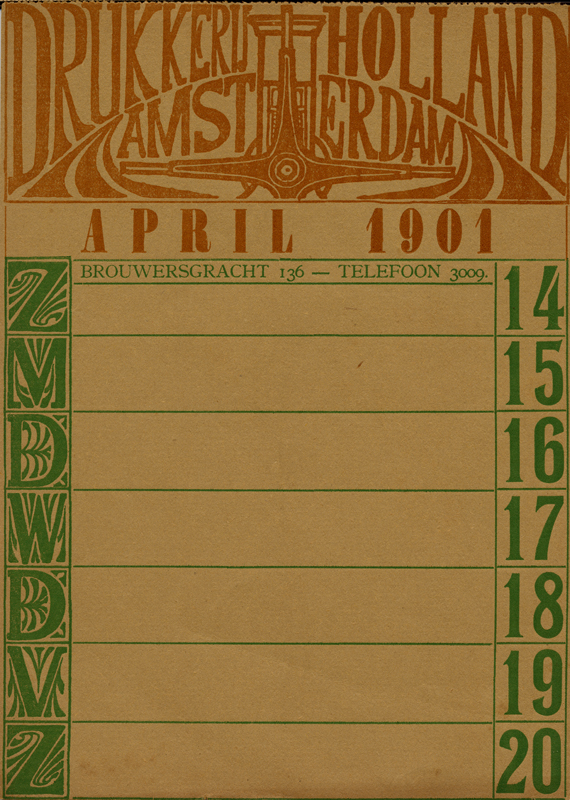 DRUKKERIJ HOLLAND
AMSTERDAM
APRIL 1901
BROUWERSGRACHT 136 — TELEFOON 3009.
Z 14
M 15
D 16
W 17
D 18
V 19
Z 20